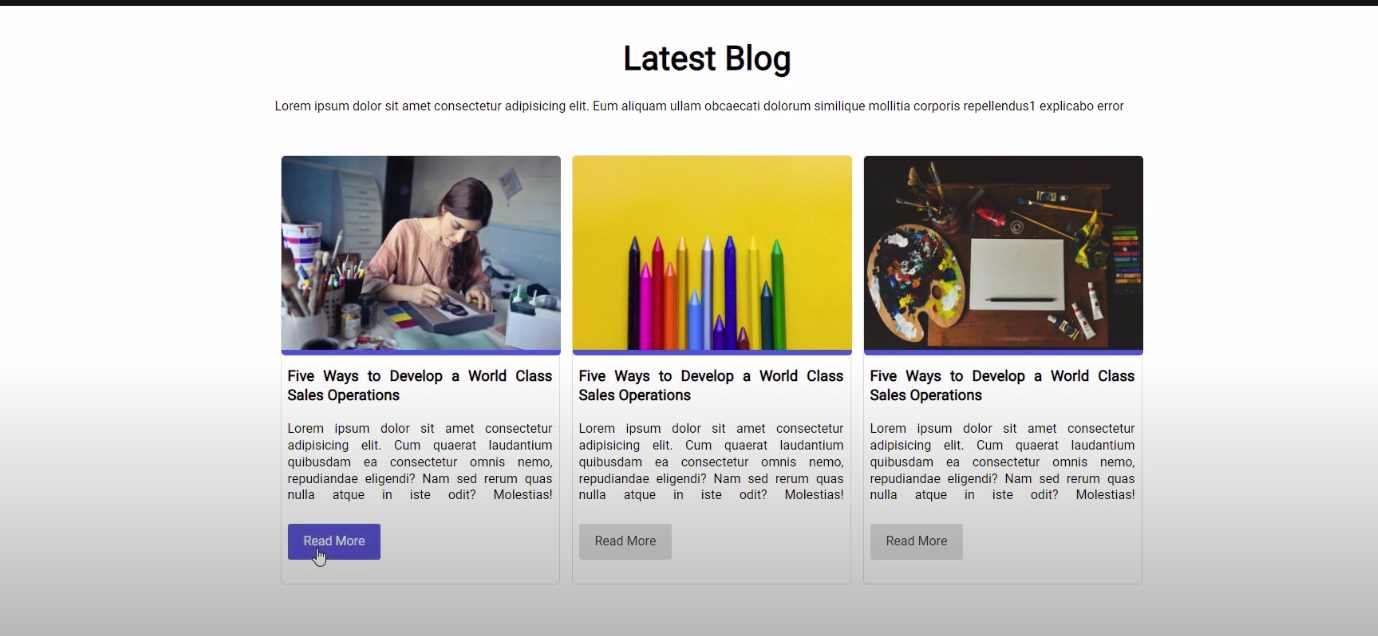 Latest Blog
Lorem ipsum dolor sit amet consectetur adipisicing elit. Eum aliquam ullam obcaecati dolorum similique mollitia corporis repellendus1 explicabo error
Five Ways to Develop a World Class
Sales Operations
Lorem ipsum dolor sit amet consectetur
adipisicing elit. Cum quaerat laudantium
quibusdam ea consectetur omnis nemo,
repudiandae eligendi? Nam sed rerum quas
nulla atque in iste odit? Molestias!
Read More
Five Ways to Develop a World Class
Sales Operations
Lorem ipsum dolor sit amet consectetur
adipisicing elit. Cum quaerat laudantium
quibusdam ea consectetur omnis nemo,
repudiandae eligendi? Nam sed rerum quas
nulla atque in iste odit? Molestias!
Read More
Five Ways to Develop a World Class
Sales Operations
Lorem ipsum dolor sit amet consectetur
adipisicing elit. Cum quaerat laudantium
quibusdam ea consectetur omnis nemo,
repudiandae eligendi? Nam sed rerum quas
nulla atque in iste odit? Molestias!
Read More